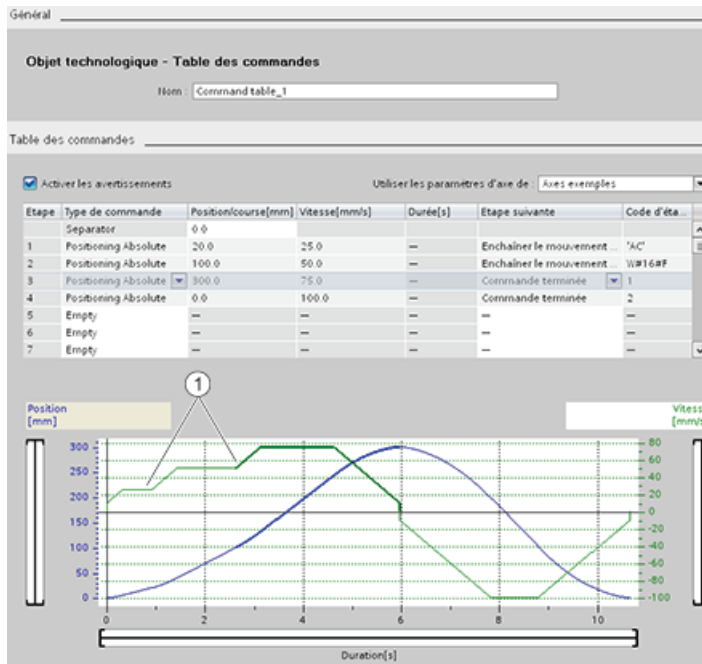 Général
Objet technologique - Table des commandes
Nom : Command table_1
Table des commandes
Activer les avertissements
Utiliser les paramètres d'axe de : Axes exemples
Etape Type de commande Position/course[mm] Vitesse[mm/s] Durée[s] Etape suivante Code d'éta...
Separator 0.0
1 Positioning Absolute 20.0 25.0 — Enchaîner le mouvement ... 'AC'
2 Positioning Absolute 100.0 50.0 — Enchaîner le mouvement ... W#16#F
3 Positioning Absolute 300.0 75.0 — Commande terminée 1
4 Positioning Absolute 0.0 100.0 — Commande terminée 2
5 Empty — — — — —
6 Empty — — — — —
7 Empty — — — — —
1
Position
[mm]
Vitess
[mm/s
300
250
200
150
100
50
0
80
60
40
20
0
-20
-40
-60
-80
-100
0 2 4 6 8 10
Duration[s]